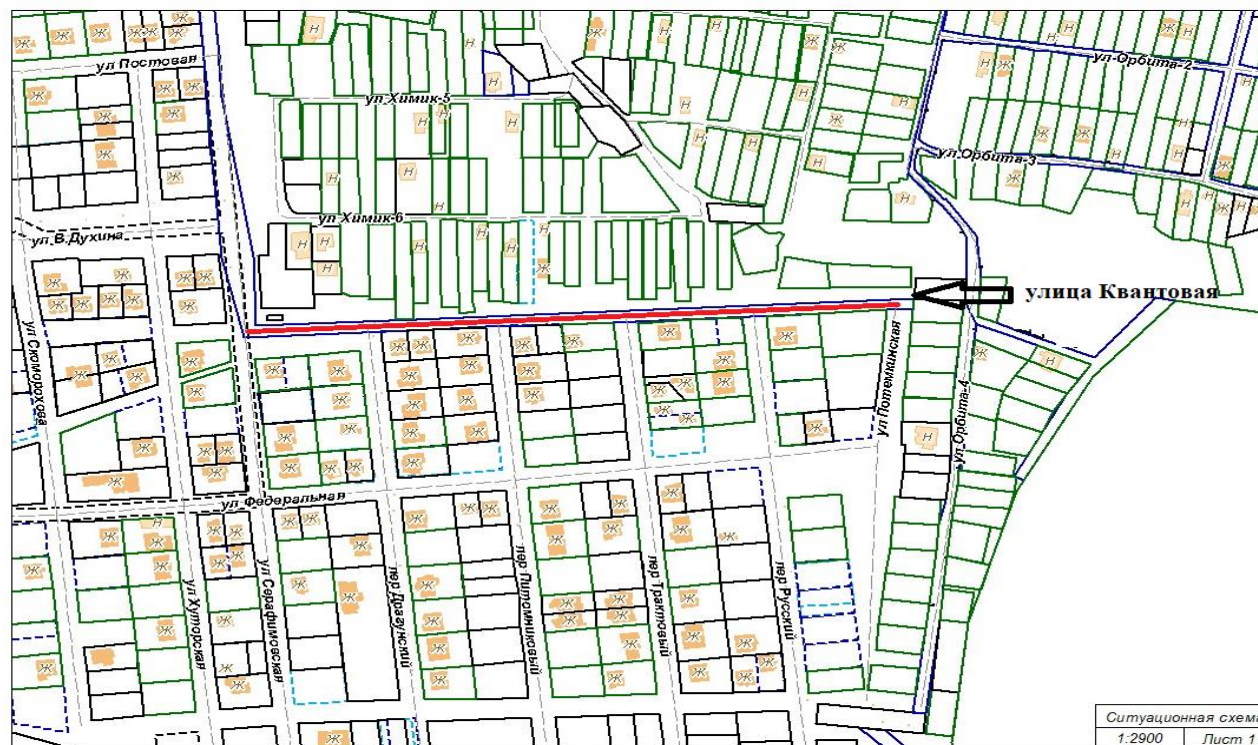 ул Постовая
ул Химик-5
ул Орбита-2
ул Орбита-3
ул Химик-6
ул В.Духина
улица Квантовая
ул Скоморохова
ул Потемкинская
ул Орбита-4
ул Федеральная
ул Хуторская
ул Серафимовская
пер Драгунский
пер Питомниковый
пер Трактовый
пер Русский
Ситуационная схема
1:2900 Лист 1